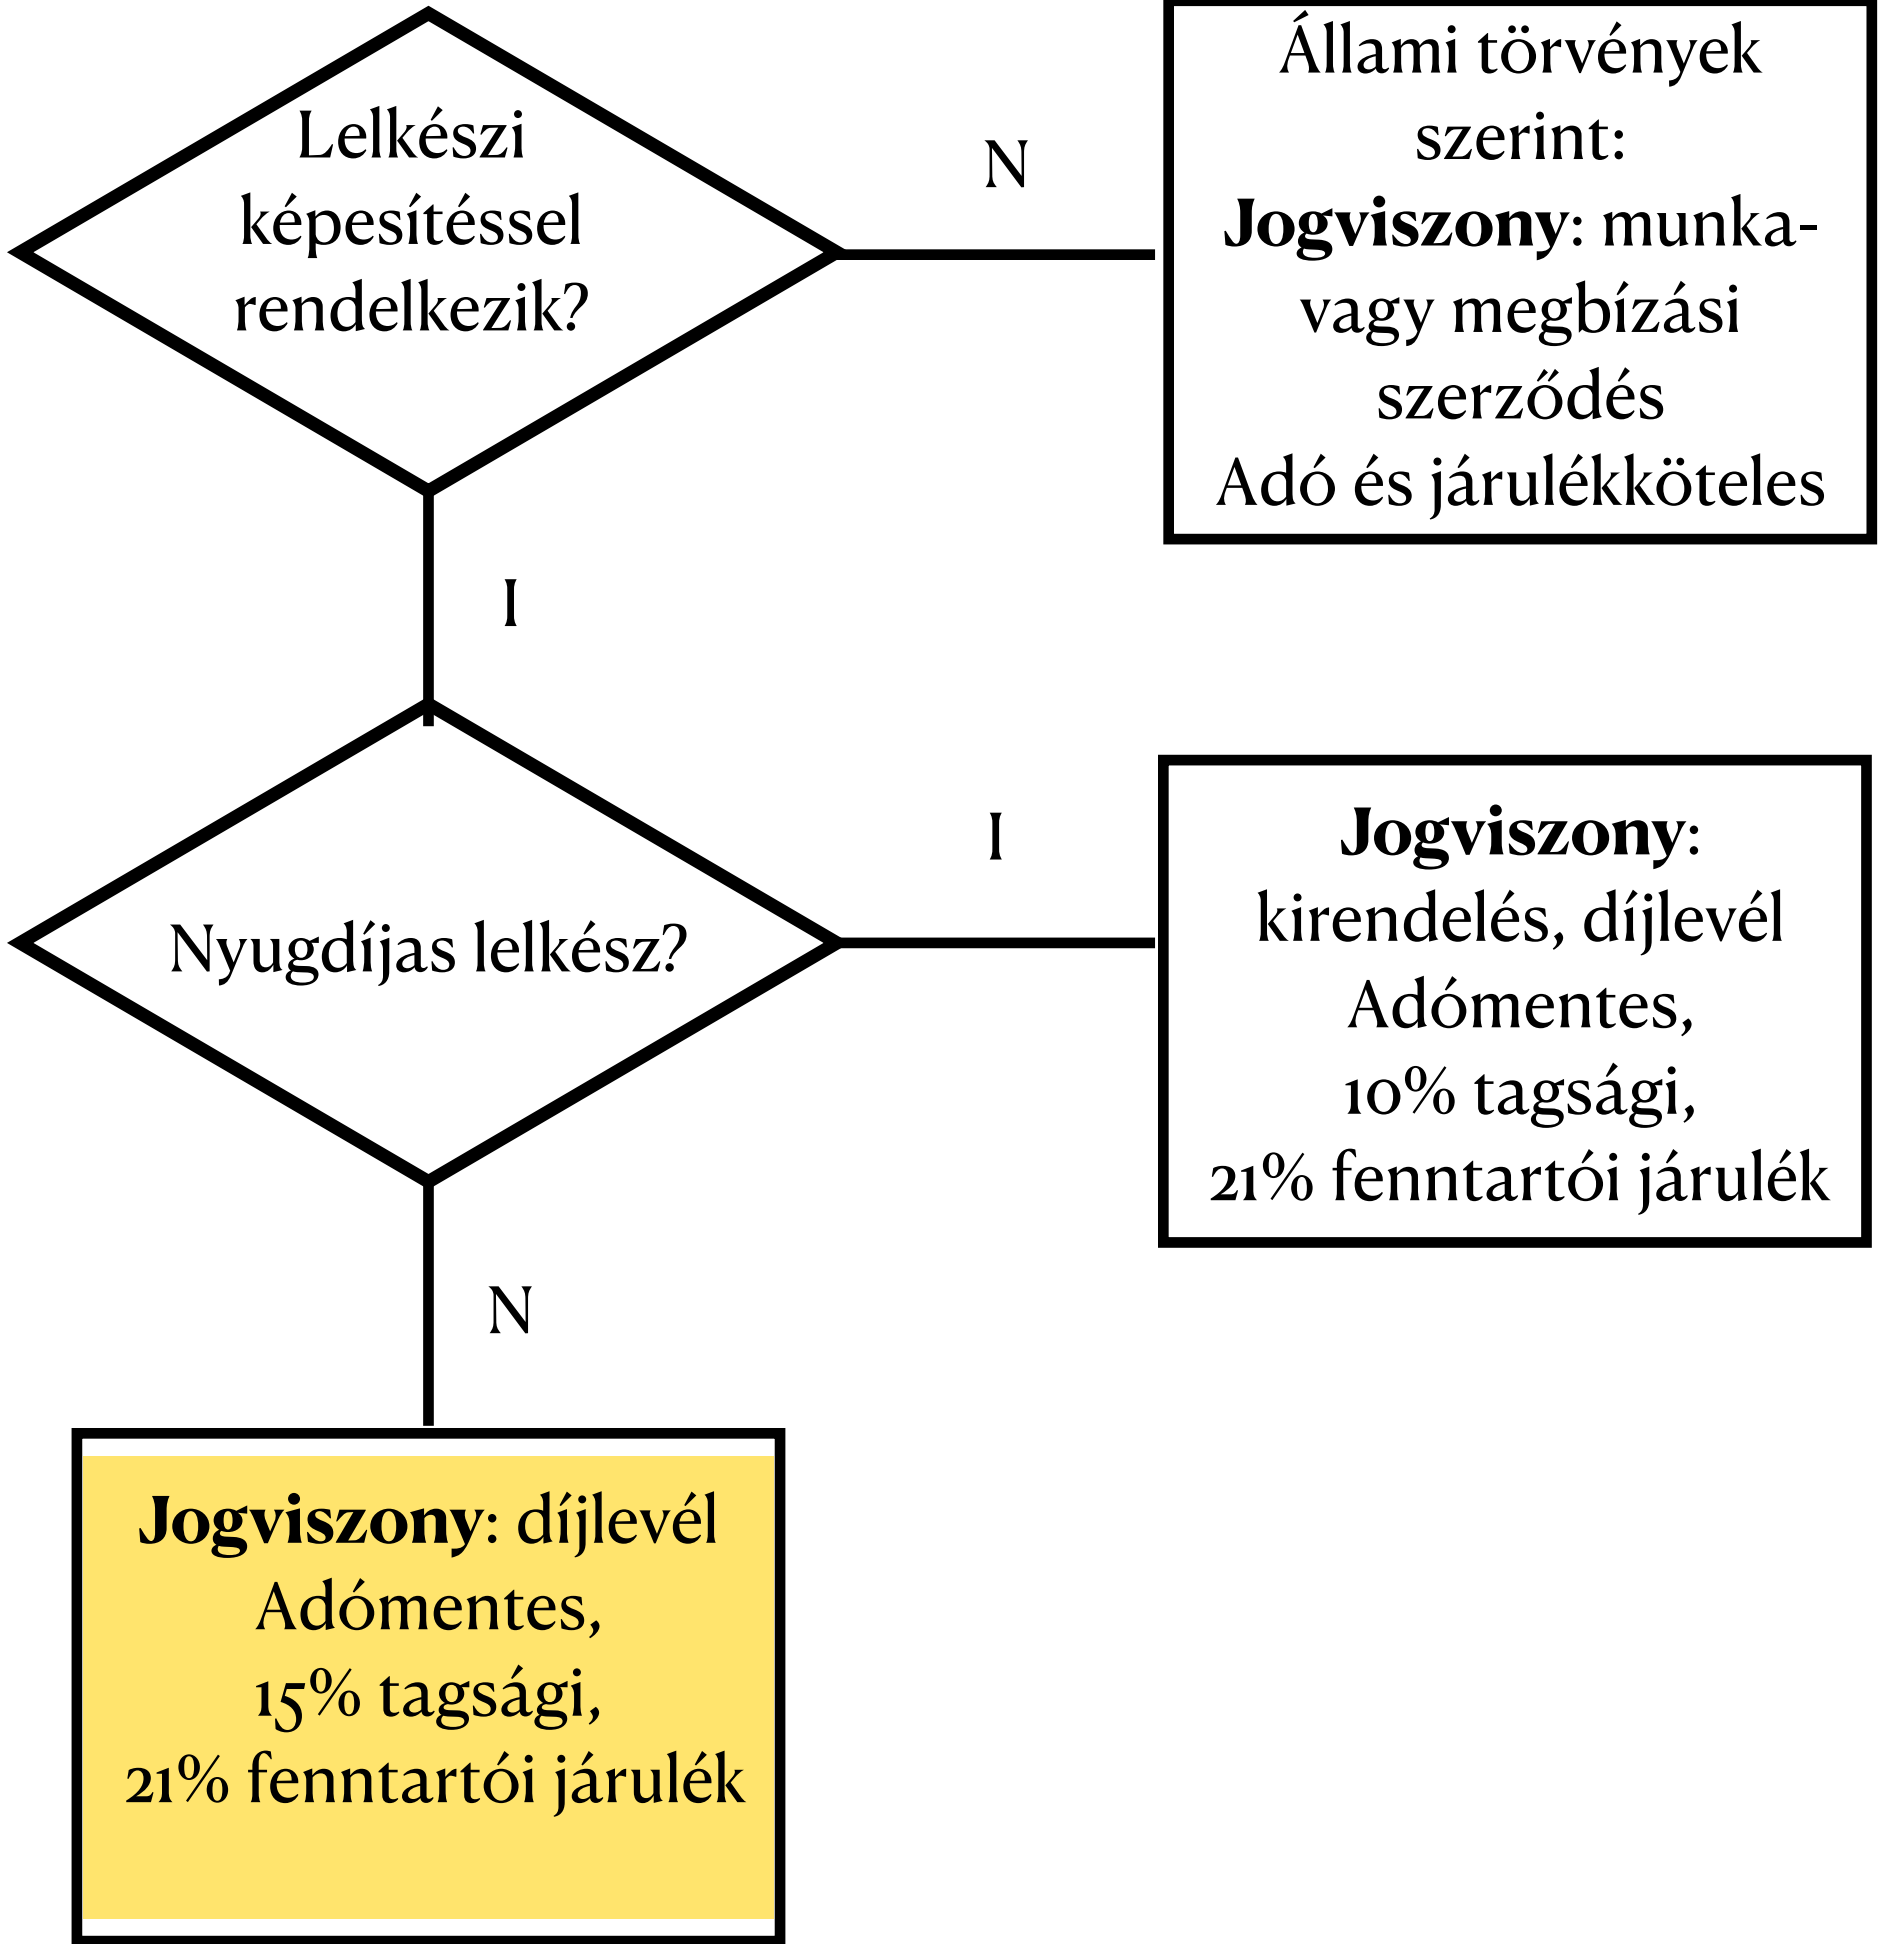 Lelkészi
képesítéssel
rendelkezik?
N
Állami törvények
szerint:
Jogviszony: munka-
vagy megbízási
szerződés
Adó és járulékköteles
I
Nyugdíjas lelkész?
I
Jogviszony:
kirendelés, díjlevél
Adómentes,
10% tagsági,
21% fenntartói járulék
N
Jogviszony: díjlevél
Adómentes,
15% tagsági,
21% fenntartói járulék